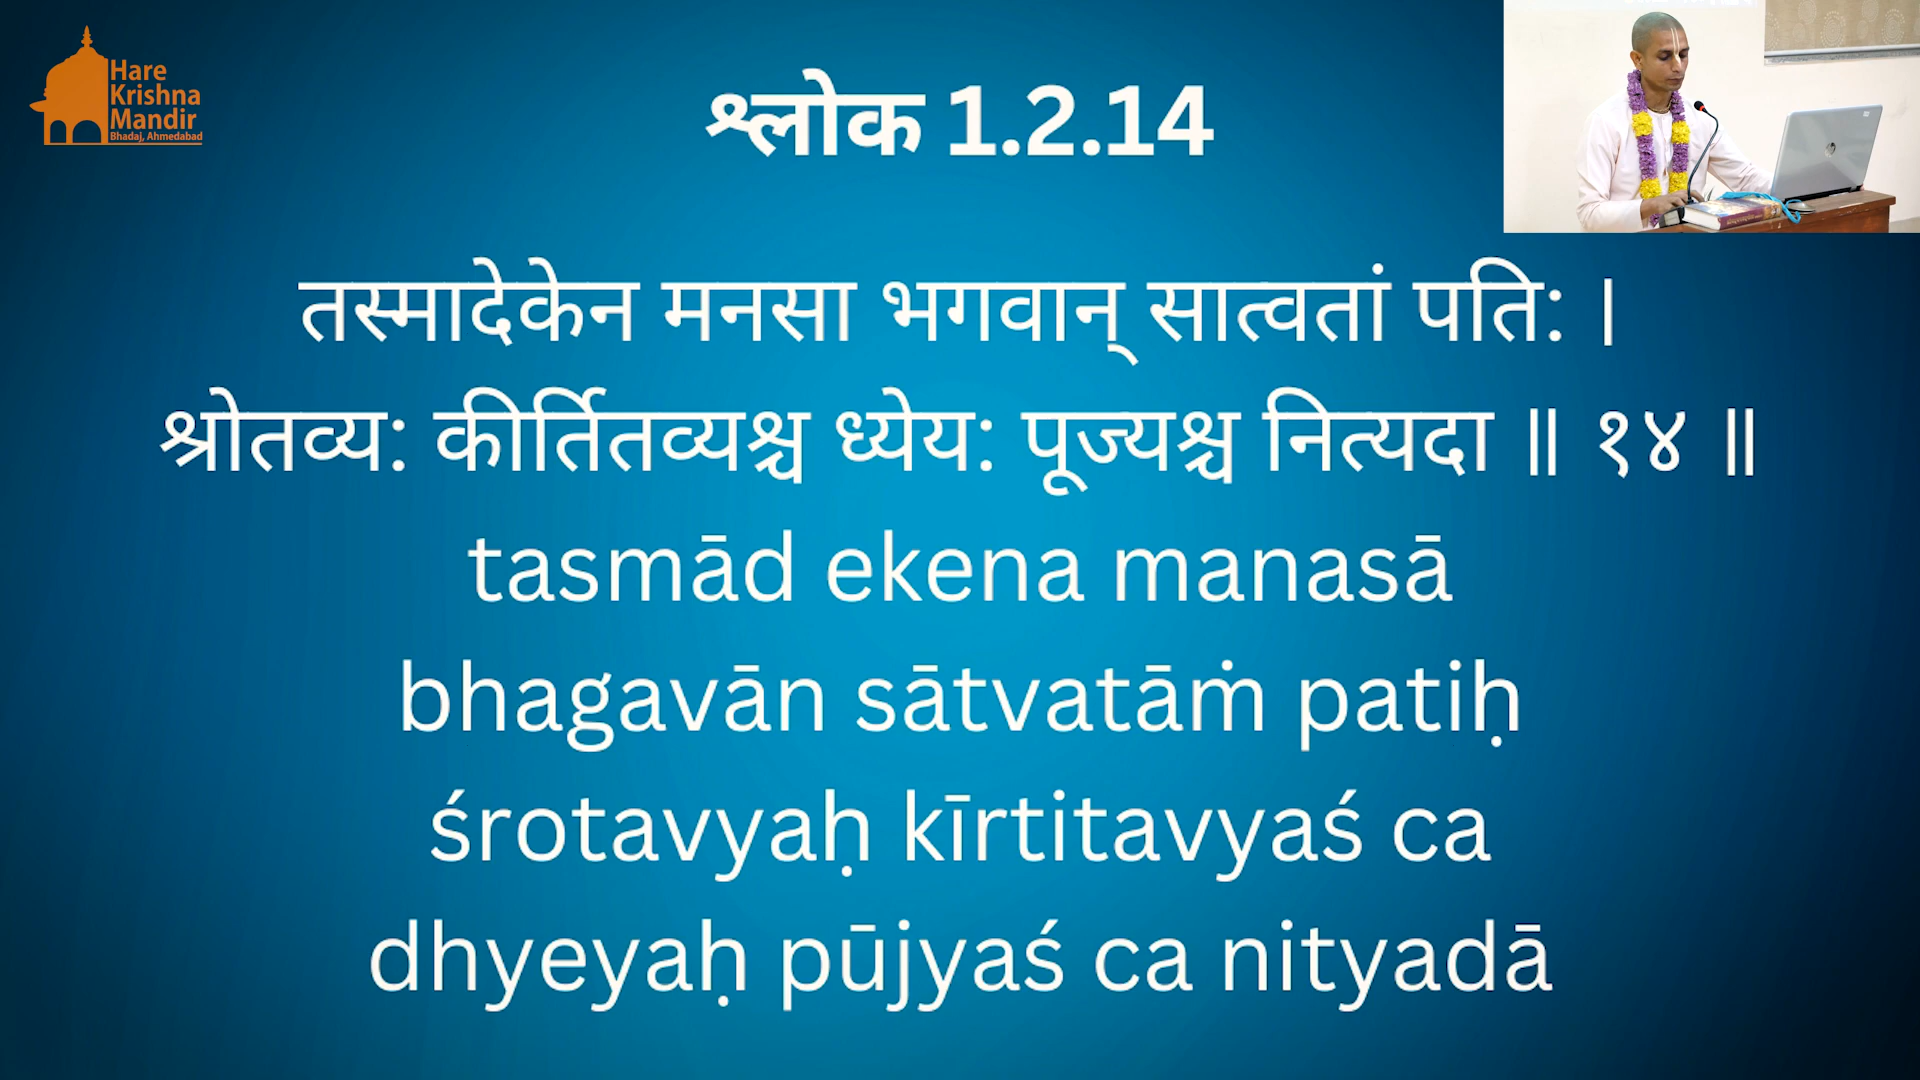 Hare
Krishna
Mandir
Bhadaj, Ahmedabad
श्लोक 1.2.14
तस्मादेकेन मनसा भगवान् सात्वतां पति: ।
श्रोतव्य: कीर्तितव्यश्च ध्येय: पूज्यश्च नित्यदा ॥ १४ ॥
tasmād ekena manasā
bhagavān sātvatāṁ patiḥ
śrotavyaḥ kīrtitavyaś ca
dhyeyaḥ pūjyaś ca nityadā